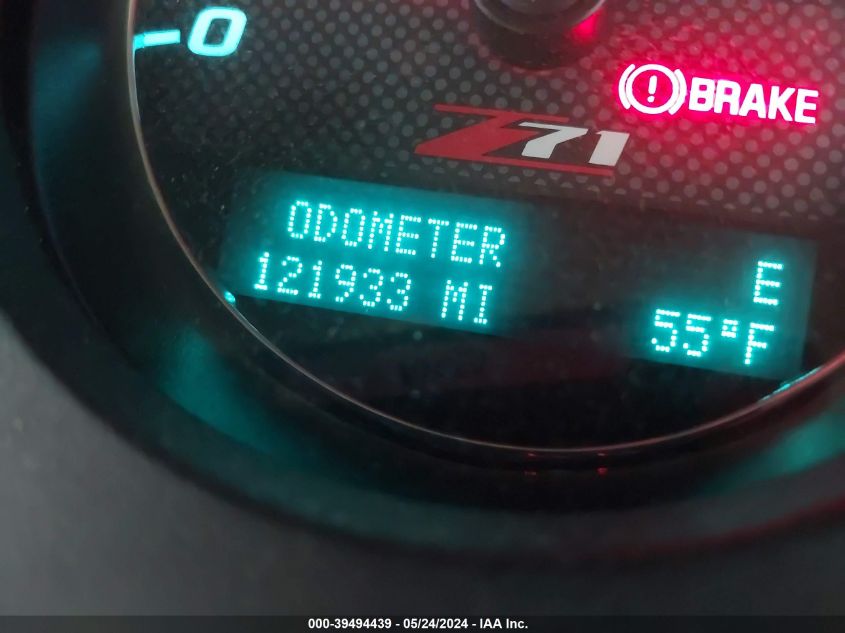 0
BRAKE
Z71
ODOMETER
121933 MI
E
55°F
000-39494439 - 05/24/2024 - IAA Inc.